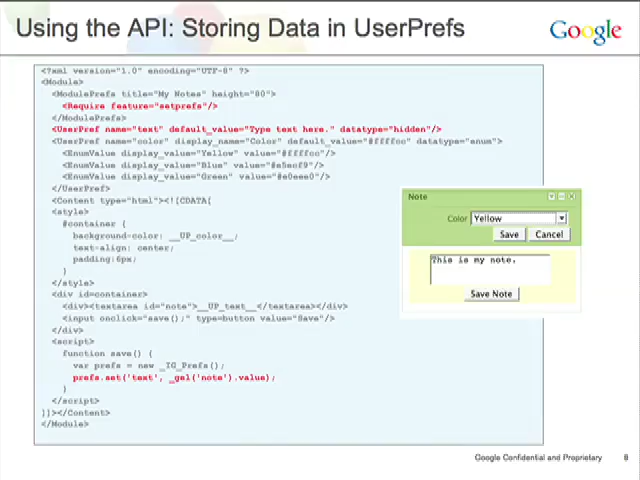 Using the API: Storing Data in UserPrefs
Google
<?xml version="1.0" encoding="UTF-8" ?>
<Module>
<ModulePrefs title="My Notes" height="80">
<Require feature="setprefs"/>
</ModulePrefs>
<UserPref name="text" default_value="Type text here." datatype="hidden"/>
<UserPref name="color" display_name="Color" default_value="#ffffcc" datatype="enum">
<EnumValue display_value="Yellow" value="#ffffcc"/>
<EnumValue display_value="Blue" value="#e5ecf9"/>
<EnumValue display_value="Green" value="#e0eee0"/>
</UserPref>
<Content type="html"><![CDATA[
<style>
#container {
background-color: __UP_color__;
text-align: center;
padding:6px;
}
</style>
<div id=container>
<div><textarea id="note">__UP_text__</textarea></div>
<input onclick="save();" type=button value="Save"/>
</div>
<script>
function save() {
var prefs = new _IG_Prefs();
prefs.set('text', _gel('note').value);
}
</script>
]]></Content>
</Module>
Note
Color Yellow
Save Cancel
This is my note.
Save Note
Google Confidential and Proprietary 8